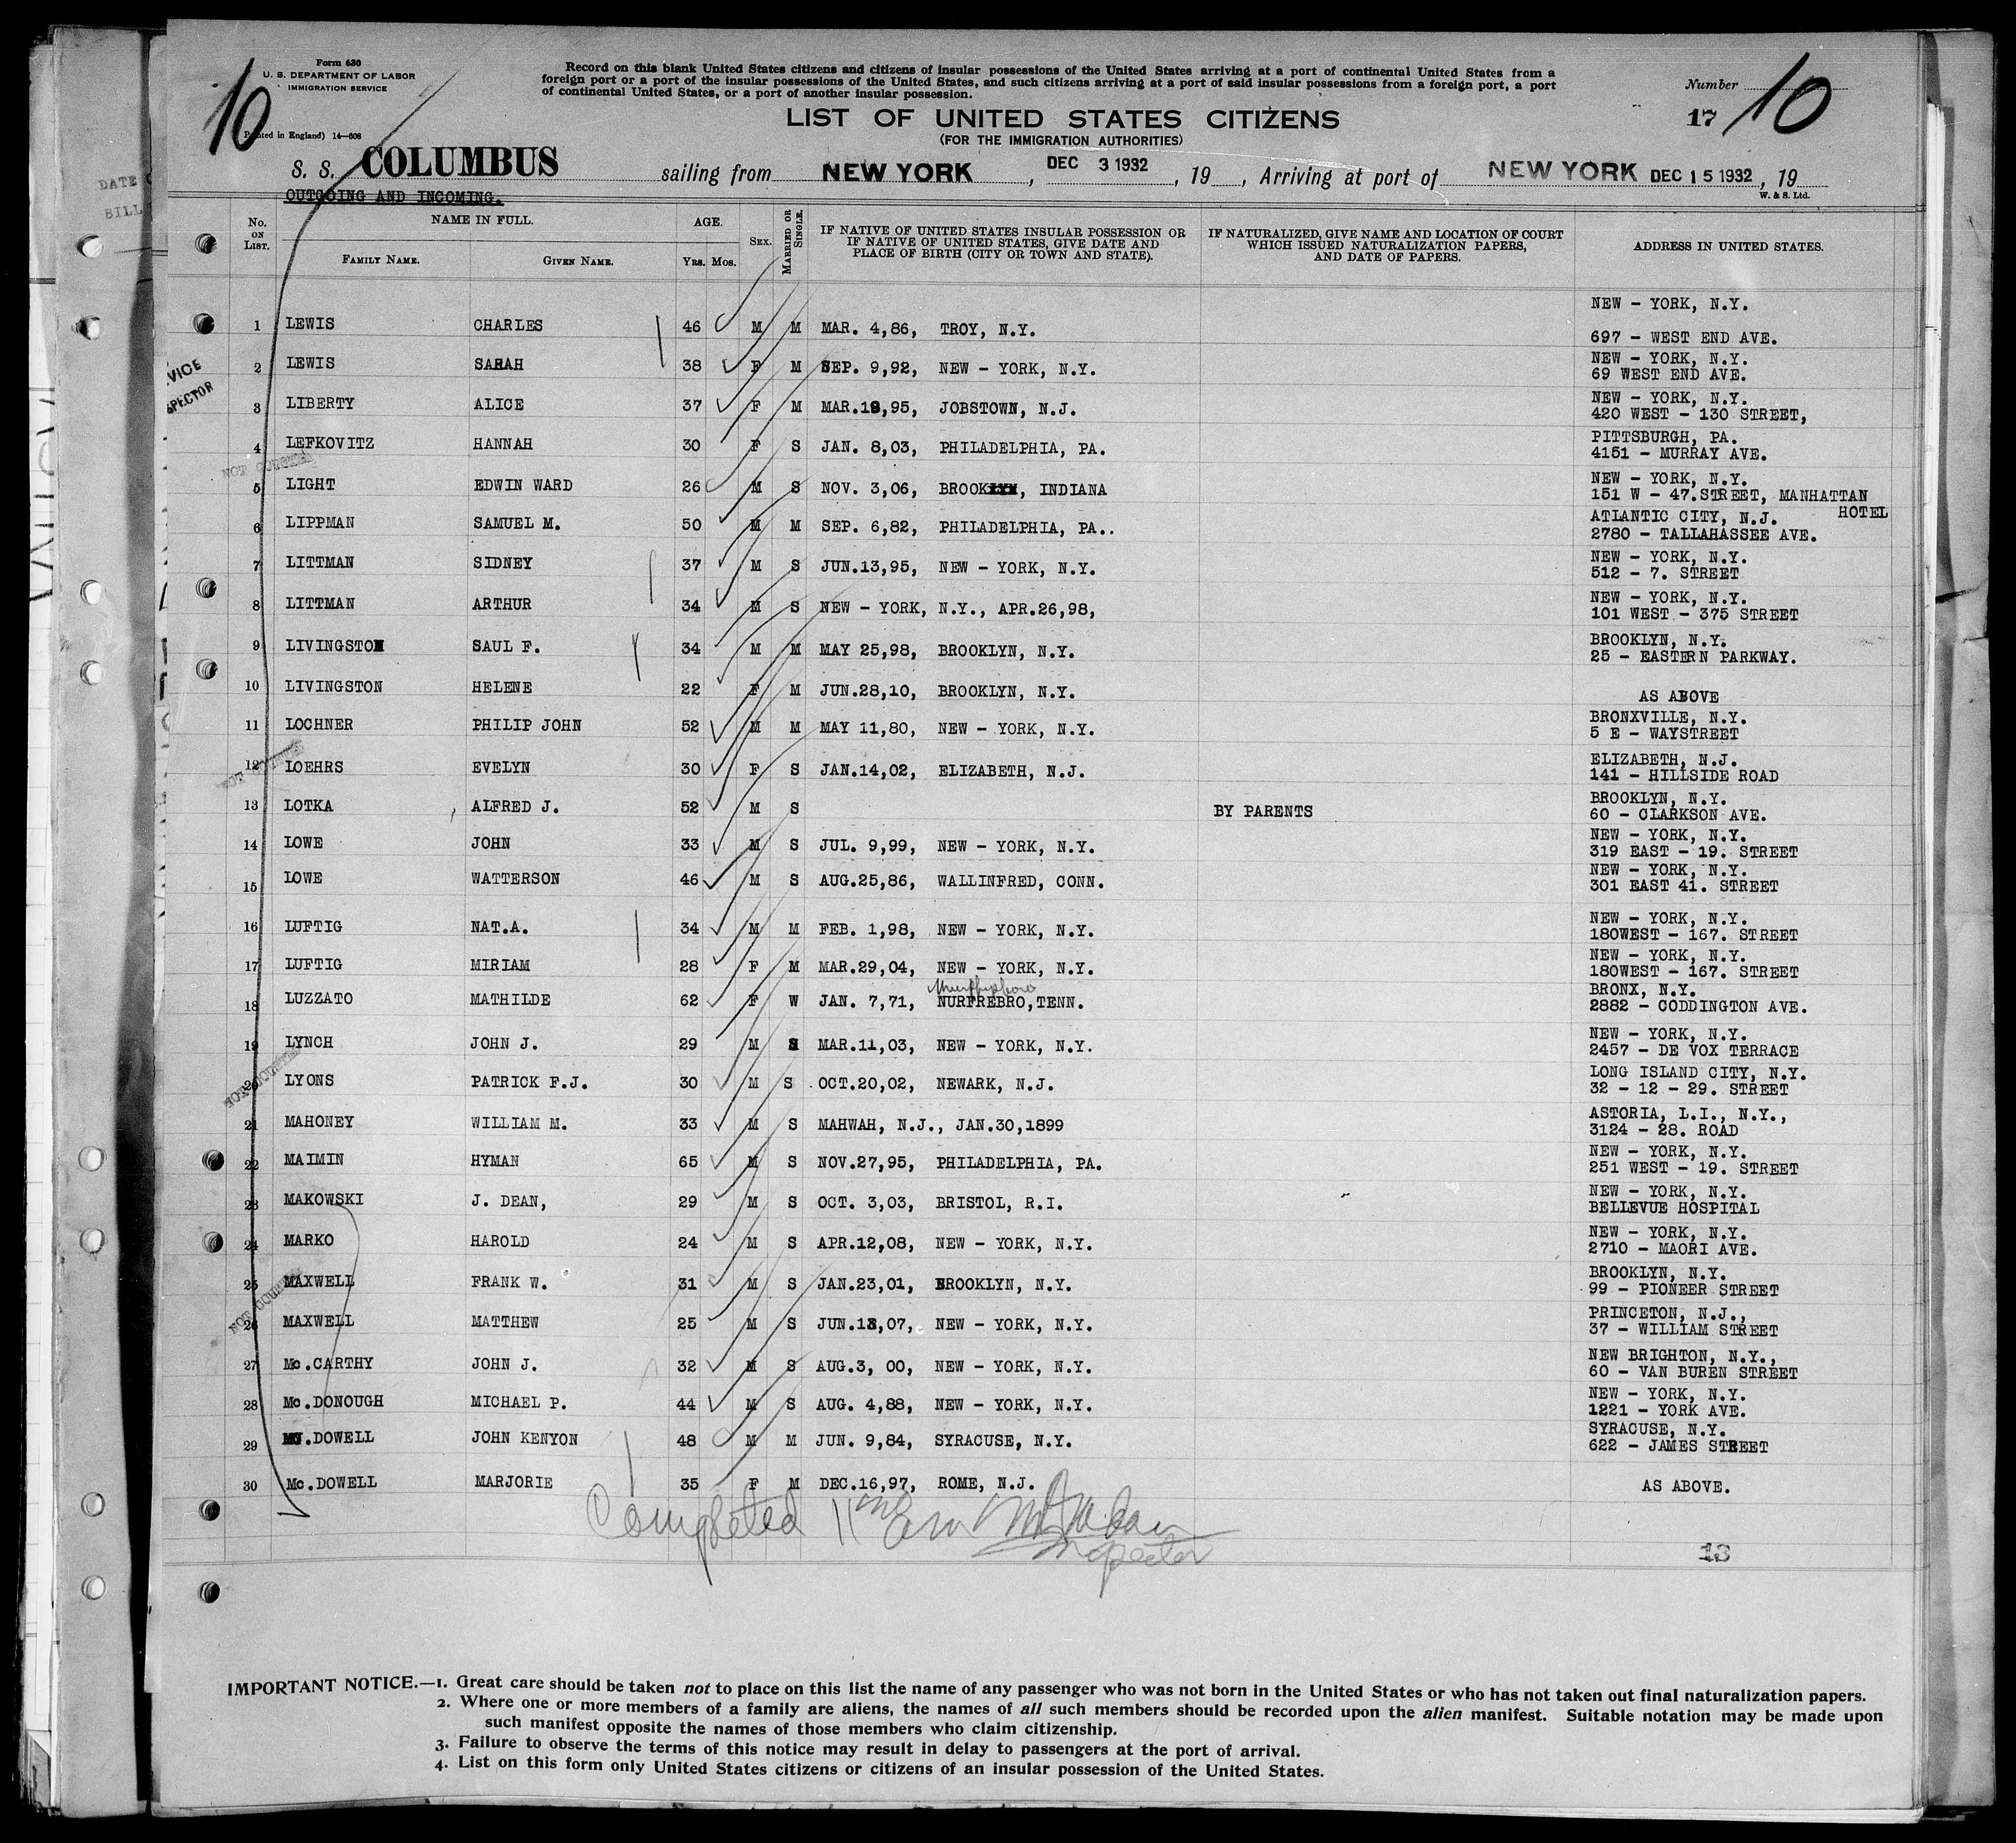 Form 630
U. S. DEPARTMENT OF LABOR
IMMIGRATION SERVICE
10
Printed in England) 14—608
Record on this blank United States citizens and citizens of insular possessions of the United States arriving at a port of continental United States from a
foreign port or a port of the insular possessions of the United States, and such citizens arriving at a port of said insular possessions from a foreign port, a port
of continental United States, or a port of another insular possession.
Number
17 10
LIST OF UNITED STATES CITIZENS
(FOR THE IMMIGRATION AUTHORITIES)
S. S. COLUMBUS sailing from NEW YORK, DEC 3 1932, 19 , Arriving at port of NEW YORK DEC 15 1932, 19
OUTGOING AND INCOMING.
W. & S. Ltd.
No. ON LIST. NAME IN FULL. AGE. SEX. MARRIED OR SINGLE. IF NATIVE OF UNITED STATES INSULAR POSSESSION OR IF NATIVE OF UNITED STATES, GIVE DATE AND PLACE OF BIRTH (CITY OR TOWN AND STATE). IF NATURALIZED, GIVE NAME AND LOCATION OF COURT WHICH ISSUED NATURALIZATION PAPERS, AND DATE OF PAPERS. ADDRESS IN UNITED STATES.
FAMILY NAME. GIVEN NAME. YRS. MOS.
NEW - YORK, N.Y.
1 LEWIS CHARLES 46 M M MAR. 4,86, TROY, N.Y.
697 - WEST END AVE.
NEW - YORK, N.Y.
2 LEWIS SARAH 38 F M SEP. 9,92, NEW - YORK, N.Y. 69 WEST END AVE.
NEW - YORK, N.Y.
3 LIBERTY ALICE 37 F M MAR.18,95, JOBSTOWN, N.J. 420 WEST - 130 STREET,
PITTSBURGH, PA.
4 LEFKOVITZ HANNAH 30 F S JAN. 8,03, PHILADELPHIA, PA. 4151 - MURRAY AVE.
NEW - YORK, N.Y.
5 LIGHT EDWIN WARD 26 M S NOV. 3,06, BROOK, INDIANA 151 W - 47.STREET, MANHATTAN HOTEL
ATLANTIC CITY, N.J.
6 LIPPMAN SAMUEL M. 50 M M SEP. 6,82, PHILADELPHIA, PA.. 2780 - TALLAHASSEE AVE.
NEW - YORK, N.Y.
7 LITTMAN SIDNEY 37 M S JUN.13,95, NEW - YORK, N.Y. 512 - 7. STREET
NEW - YORK, N.Y.
8 LITTMAN ARTHUR 34 M S NEW - YORK, N.Y., APR.26,98, 101 WEST - 375 STREET
BROOKLYN, N.Y.
9 LIVINGSTON SAUL F. 34 M M MAY 25,98, BROOKLYN, N.Y. 25 - EASTERN PARKWAY.
10 LIVINGSTON HELENE 22 F M JUN.28,10, BROOKLYN, N.Y. AS ABOVE
BRONXVILLE, N.Y.
11 LOCHNER PHILIP JOHN 52 M M MAY 11,80, NEW - YORK, N.Y. 5 E - WAYSTREET
ELIZABETH, N.J.
12 LOEHRS EVELYN 30 F S JAN.14,02, ELIZABETH, N.J. 141 - HILLSIDE ROAD
BROOKLYN, N.Y.
13 LOTKA ALFRED J. 52 M S BY PARENTS 60 - CLARKSON AVE.
NEW - YORK, N.Y.
14 LOWE JOHN 33 M S JUL. 9,99, NEW - YORK, N.Y. 319 EAST - 19. STREET
NEW - YORK, N.Y.
15 LOWE WATTERSON 46 M S AUG.25,86, WALLINFRED, CONN. 301 EAST 41. STREET
NEW - YORK, N.Y.
16 LUFTIG NAT.A. 34 M M FEB. 1,98, NEW - YORK, N.Y. 180WEST - 167. STREET
NEW - YORK, N.Y.
17 LUFTIG MIRIAM 28 F M MAR.29,04, NEW - YORK, N.Y. 180WEST - 167. STREET
BRONX, N.Y.
18 LUZZATO MATHILDE 62 F W JAN. 7,71, NURFREBRO,TENN. 2882 - CODDINGTON AVE.
NEW - YORK, N.Y.
19 LYNCH JOHN J. 29 M S MAR.11,03, NEW - YORK, N.Y. 2457 - DE VOX TERRACE
LONG ISLAND CITY, N.Y.
20 LYONS PATRICK F.J. 30 M S OCT.20,02, NEWARK, N.J. 32 - 12 - 29. STREET
ASTORIA, L.I., N.Y.,
21 MAHONEY WILLIAM M. 33 M S MAHWAH, N.J., JAN.30,1899 3124 - 28. ROAD
NEW - YORK, N.Y.
22 MAIMIN HYMAN 65 M S NOV.27,95, PHILADELPHIA, PA. 251 WEST - 19. STREET
NEW - YORK, N.Y.
23 MAKOWSKI J. DEAN, 29 M S OCT. 3,03, BRISTOL, R.I. BELLEVUE HOSPITAL
NEW - YORK, N.Y.
24 MARKO HAROLD 24 M S APR.12,08, NEW - YORK, N.Y. 2710 - MAORI AVE.
BROOKLYN, N.Y.
25 MAXWELL FRANK W. 31 M S JAN.23,01, BROOKLYN, N.Y. 99 - PIONEER STREET
PRINCETON, N.J.,
26 MAXWELL MATTHEW 25 M S NEW - YORK, N.Y. 37 - WILLIAM STREET
NEW BRIGHTON, N.Y.,
27 Mc.CARTHY JOHN J. 32 M S AUG.3, 00, NEW - YORK, N.Y. 60 - VAN BUREN STREET
NEW - YORK, N.Y.
28 Mc.DONOUGH MICHAEL P. 44 M S AUG. 4,88, NEW - YORK, N.Y. 1221 - YORK AVE.
SYRACUSE, N.Y.
29 Mc.DOWELL JOHN KENYON 48 M M JUN. 9,84, SYRACUSE, N.Y. 622 - JAMES STREET
30 Mc.DOWELL MARJORIE 35 F M DEC.16,97, ROME, N.J. AS ABOVE.
Completed
Inspector
13
IMPORTANT NOTICE.—1. Great care should be taken not to place on this list the name of any passenger who was not born in the United States or who has not taken out final naturalization papers.
2. Where one or more members of a family are aliens, the names of all such members should be recorded upon the alien manifest. Suitable notation may be made upon
such manifest opposite the names of those members who claim citizenship.
3. Failure to observe the terms of this notice may result in delay to passengers at the port of arrival.
4. List on this form only United States citizens or citizens of an insular possession of the United States.